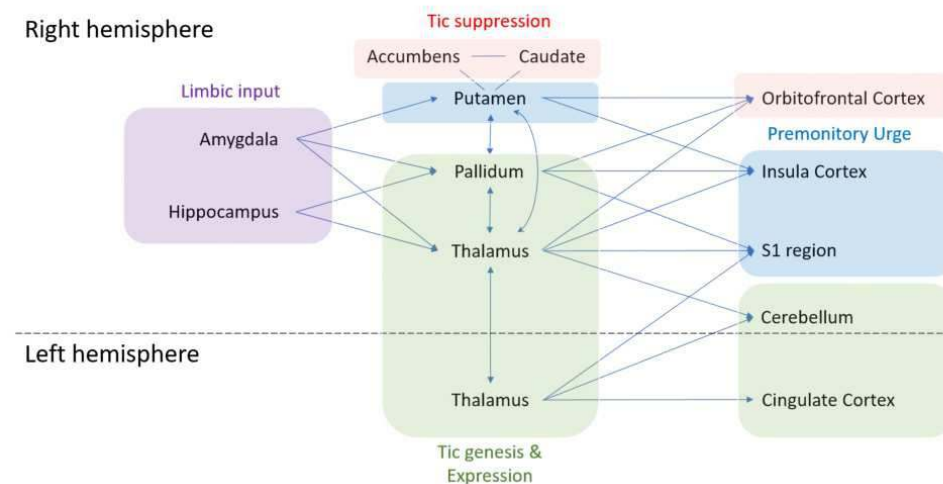 Right hemisphere
Tic suppression
Accumbens
Caudate
Limbic input
Putamen
Orbitofrontal Cortex
Premonitory Urge
Amygdala
Pallidum
Insula Cortex
Hippocampus
Thalamus
S1 region
Cerebellum
Left hemisphere
Thalamus
Cingulate Cortex
Tic genesis &
Expression